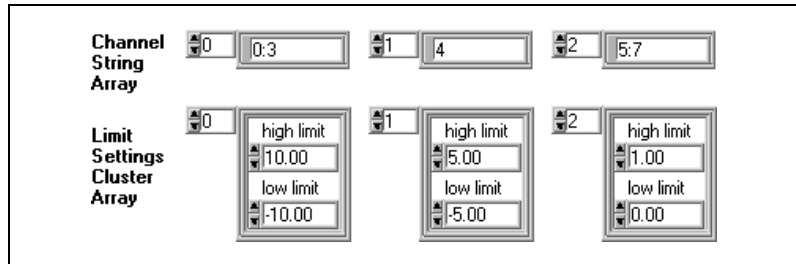 Channel String Array
0
0:3
1
4
2
5:7
Limit Settings Cluster Array
0
high limit
10.00
low limit
-10.00
1
high limit
5.00
low limit
-5.00
2
high limit
1.00
low limit
0.00